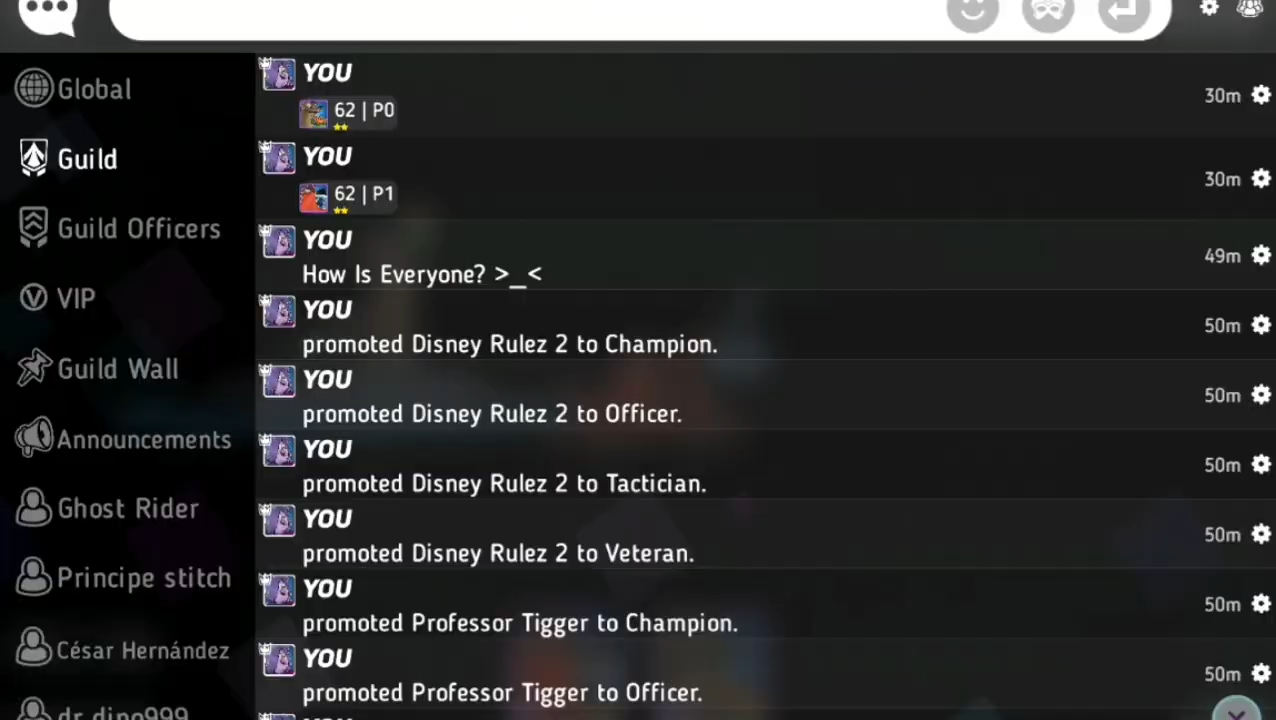 Global
Guild
Guild Officers
VIP
Guild Wall
Announcements
Ghost Rider
Principe stitch
César Hernández
dr dino999
YOU
62 | P0
30m
YOU
62 | P1
30m
YOU
How Is Everyone? >_<
49m
YOU
promoted Disney Rulez 2 to Champion.
50m
YOU
promoted Disney Rulez 2 to Officer.
50m
YOU
promoted Disney Rulez 2 to Tactician.
50m
YOU
promoted Disney Rulez 2 to Veteran.
50m
YOU
promoted Professor Tigger to Champion.
50m
YOU
promoted Professor Tigger to Officer.
50m
YOU